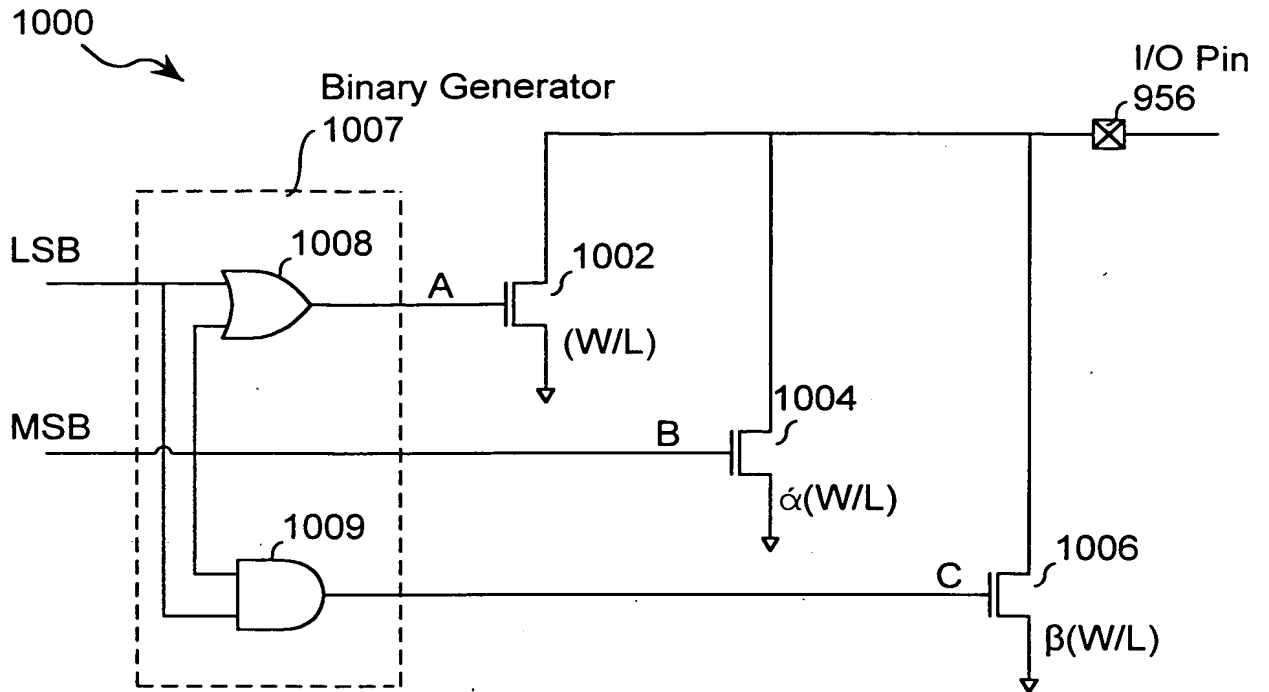 1000
Binary Generator
1007
I/O Pin
956
LSB
1008
A
1002
(W/L)
MSB
B
1004
ά(W/L)
1009
C
1006
β(W/L)